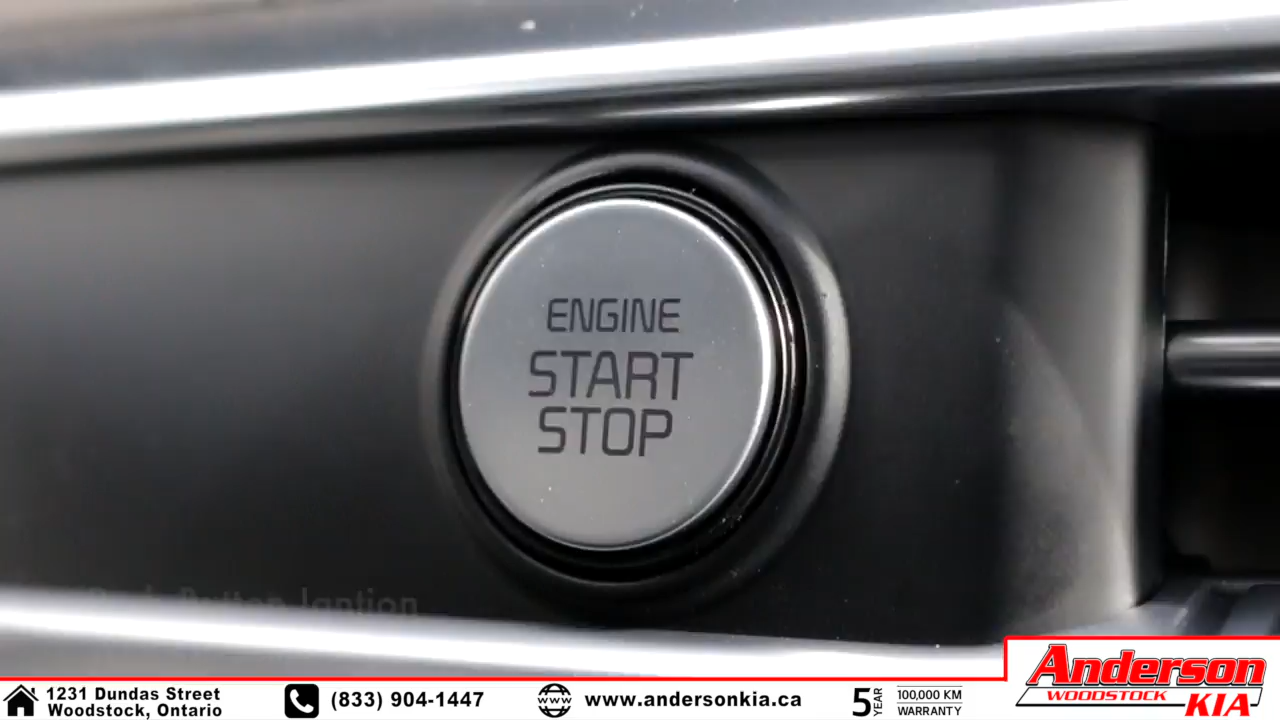 ENGINE
START
STOP
1231 Dundas Street
Woodstock, Ontario
(833) 904-1447
www.andersonkia.ca
5 YEAR
100,000 KM
WARRANTY
Anderson
WOODSTOCK
KIA